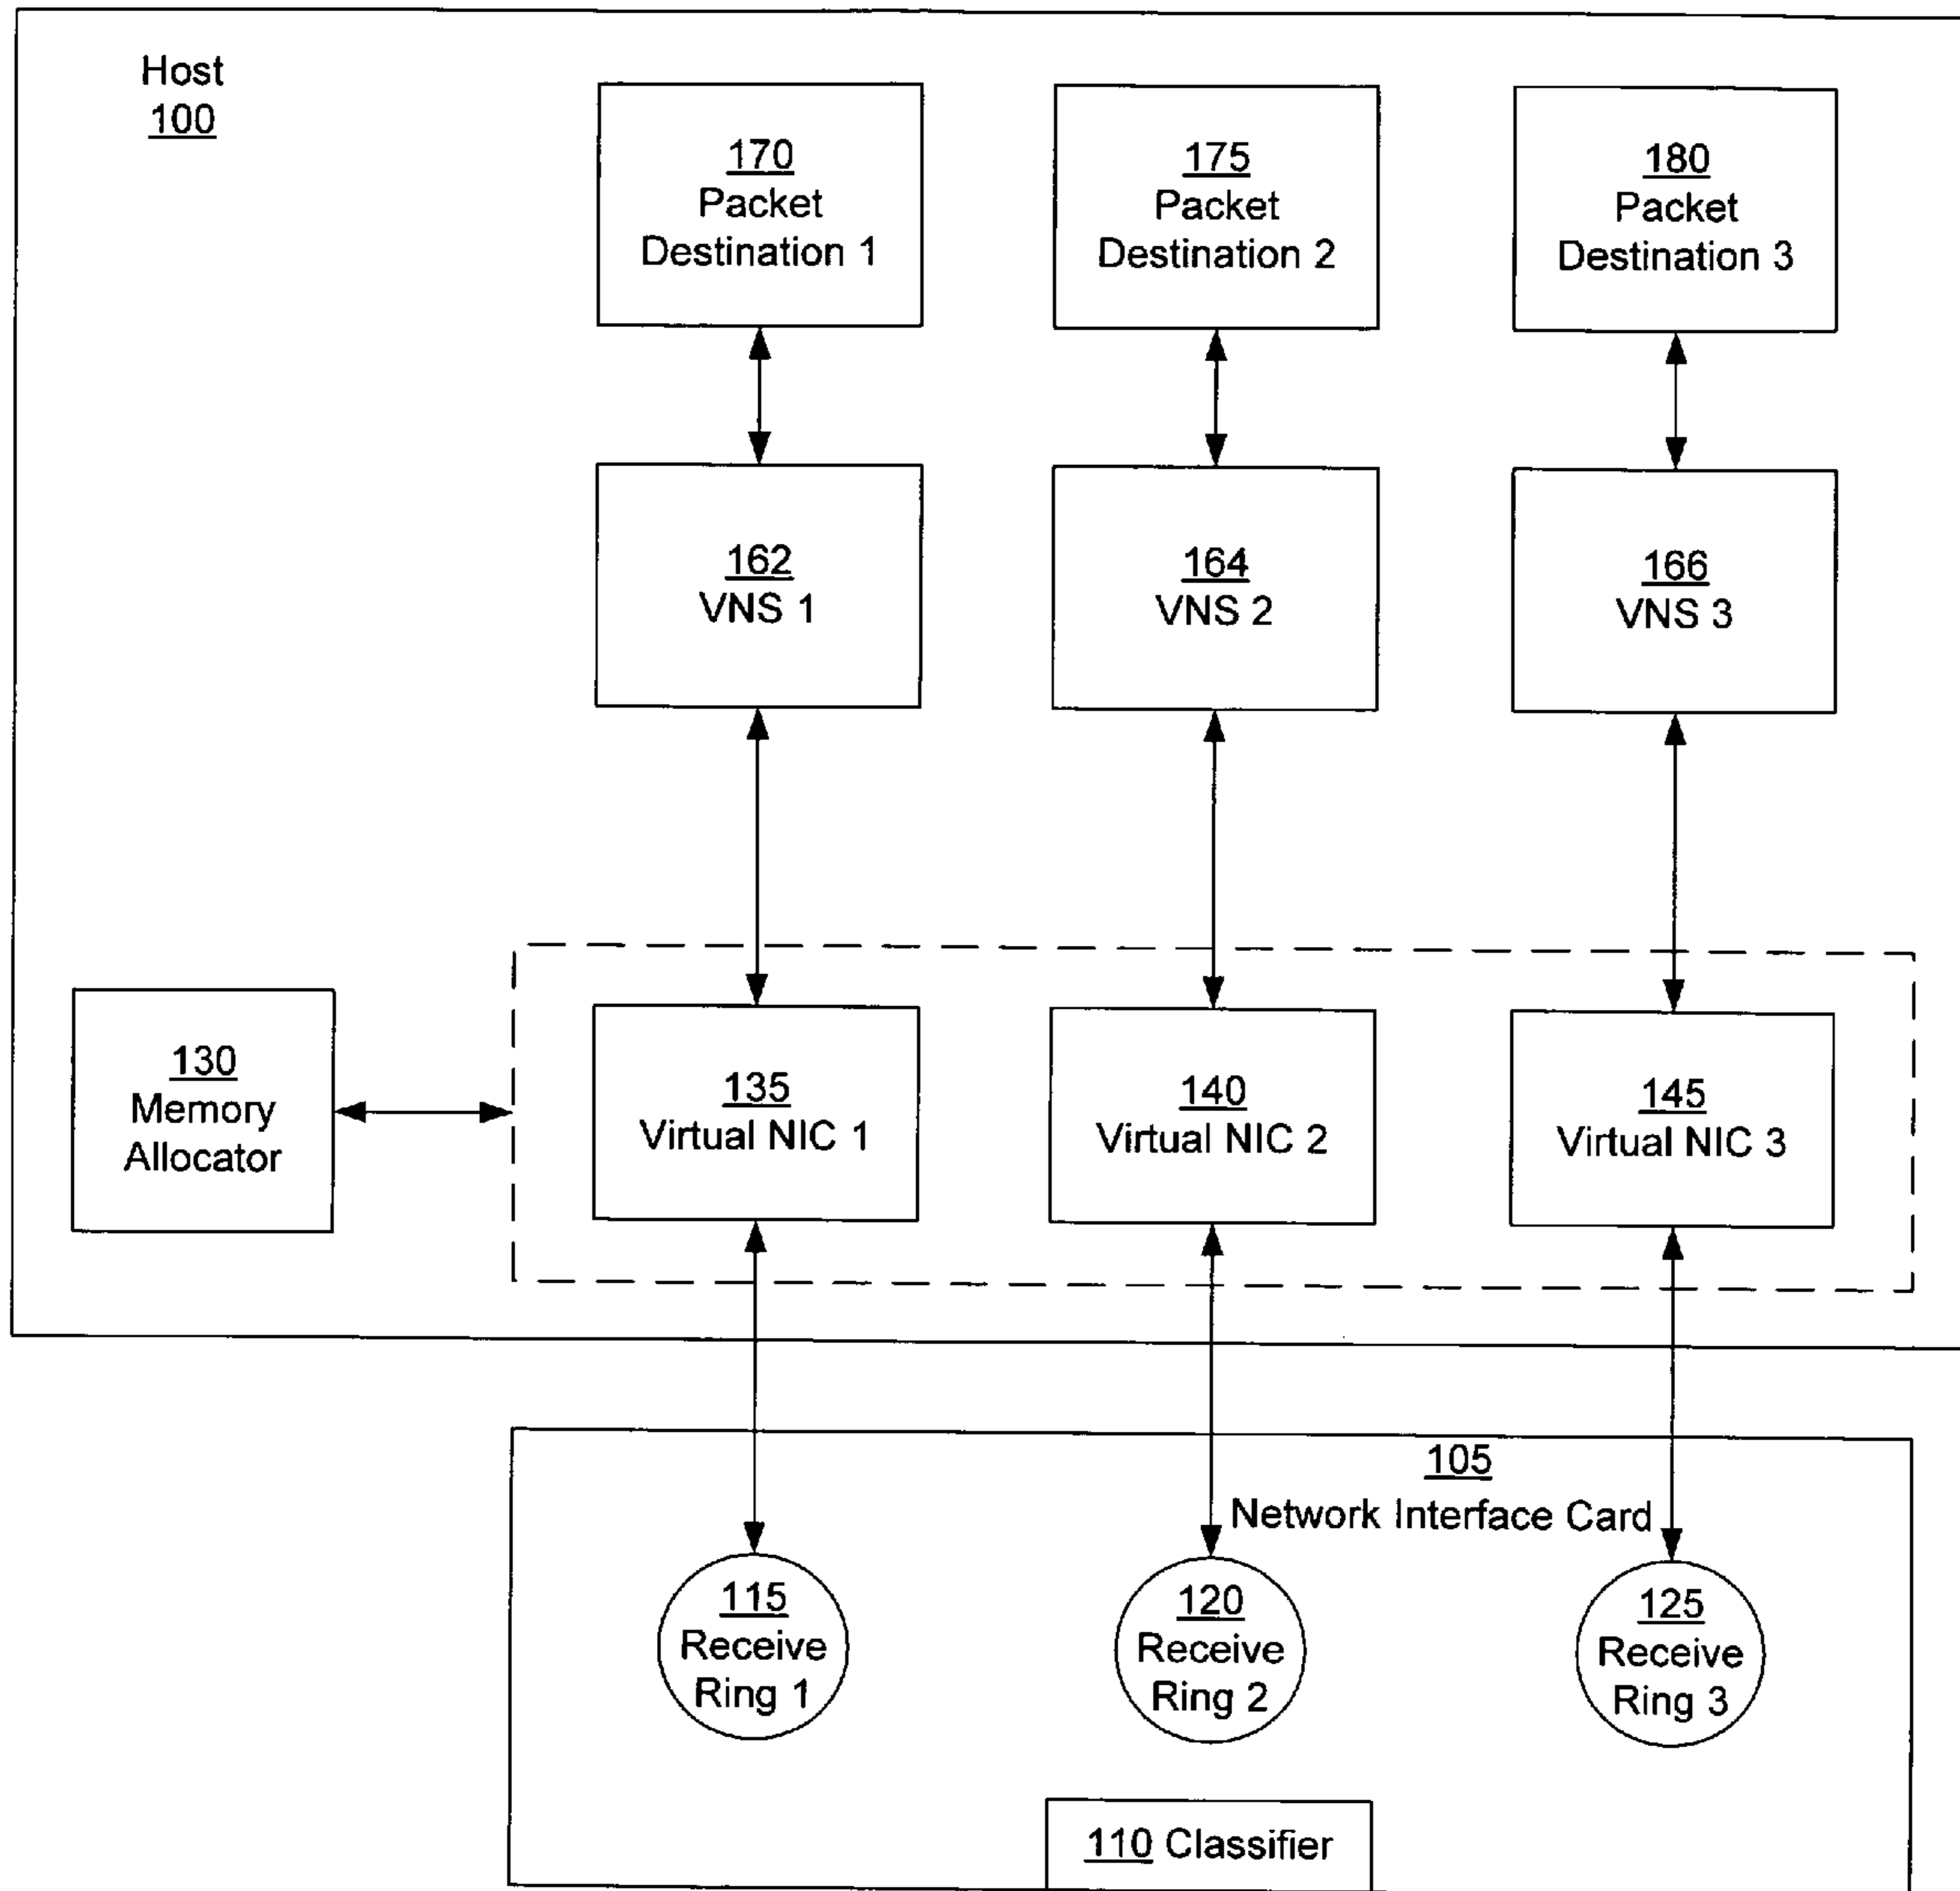 Host
100
170
Packet
Destination 1
175
Packet
Destination 2
180
Packet
Destination 3
162
VNS 1
164
VNS 2
166
VNS 3
130
Memory
Allocator
135
Virtual NIC 1
140
Virtual NIC 2
145
Virtual NIC 3
105
Network Interface Card
115
Receive
Ring 1
120
Receive
Ring 2
125
Receive
Ring 3
110 Classifier